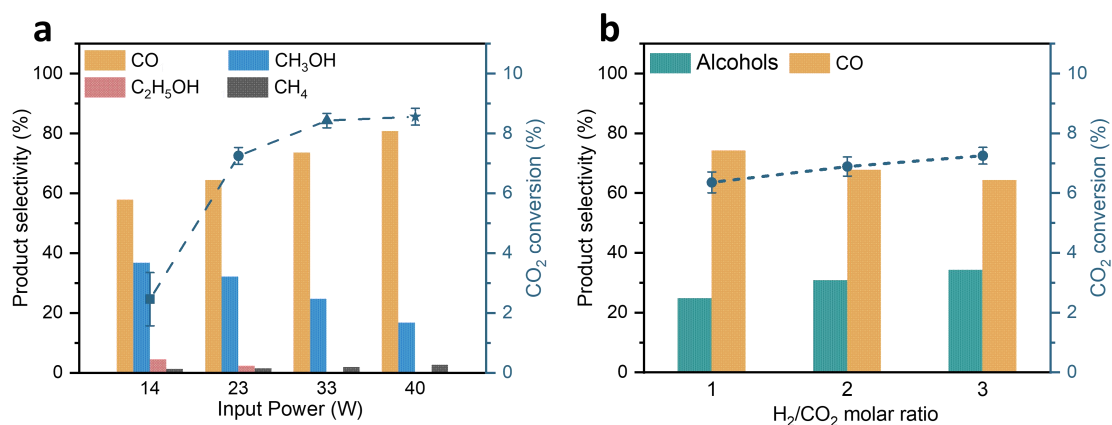 a
CO
CH₃OH
C₂H₅OH
CH₄
Product selectivity (%)
100
80
60
40
20
0
10
8
6
4
2
0
CO₂ conversion (%)
14 23 33 40
Input Power (W)
b
Alcohols
CO
Product selectivity (%)
100
80
60
40
20
0
10
8
6
4
2
0
CO₂ conversion (%)
1 2 3
H₂/CO₂ molar ratio